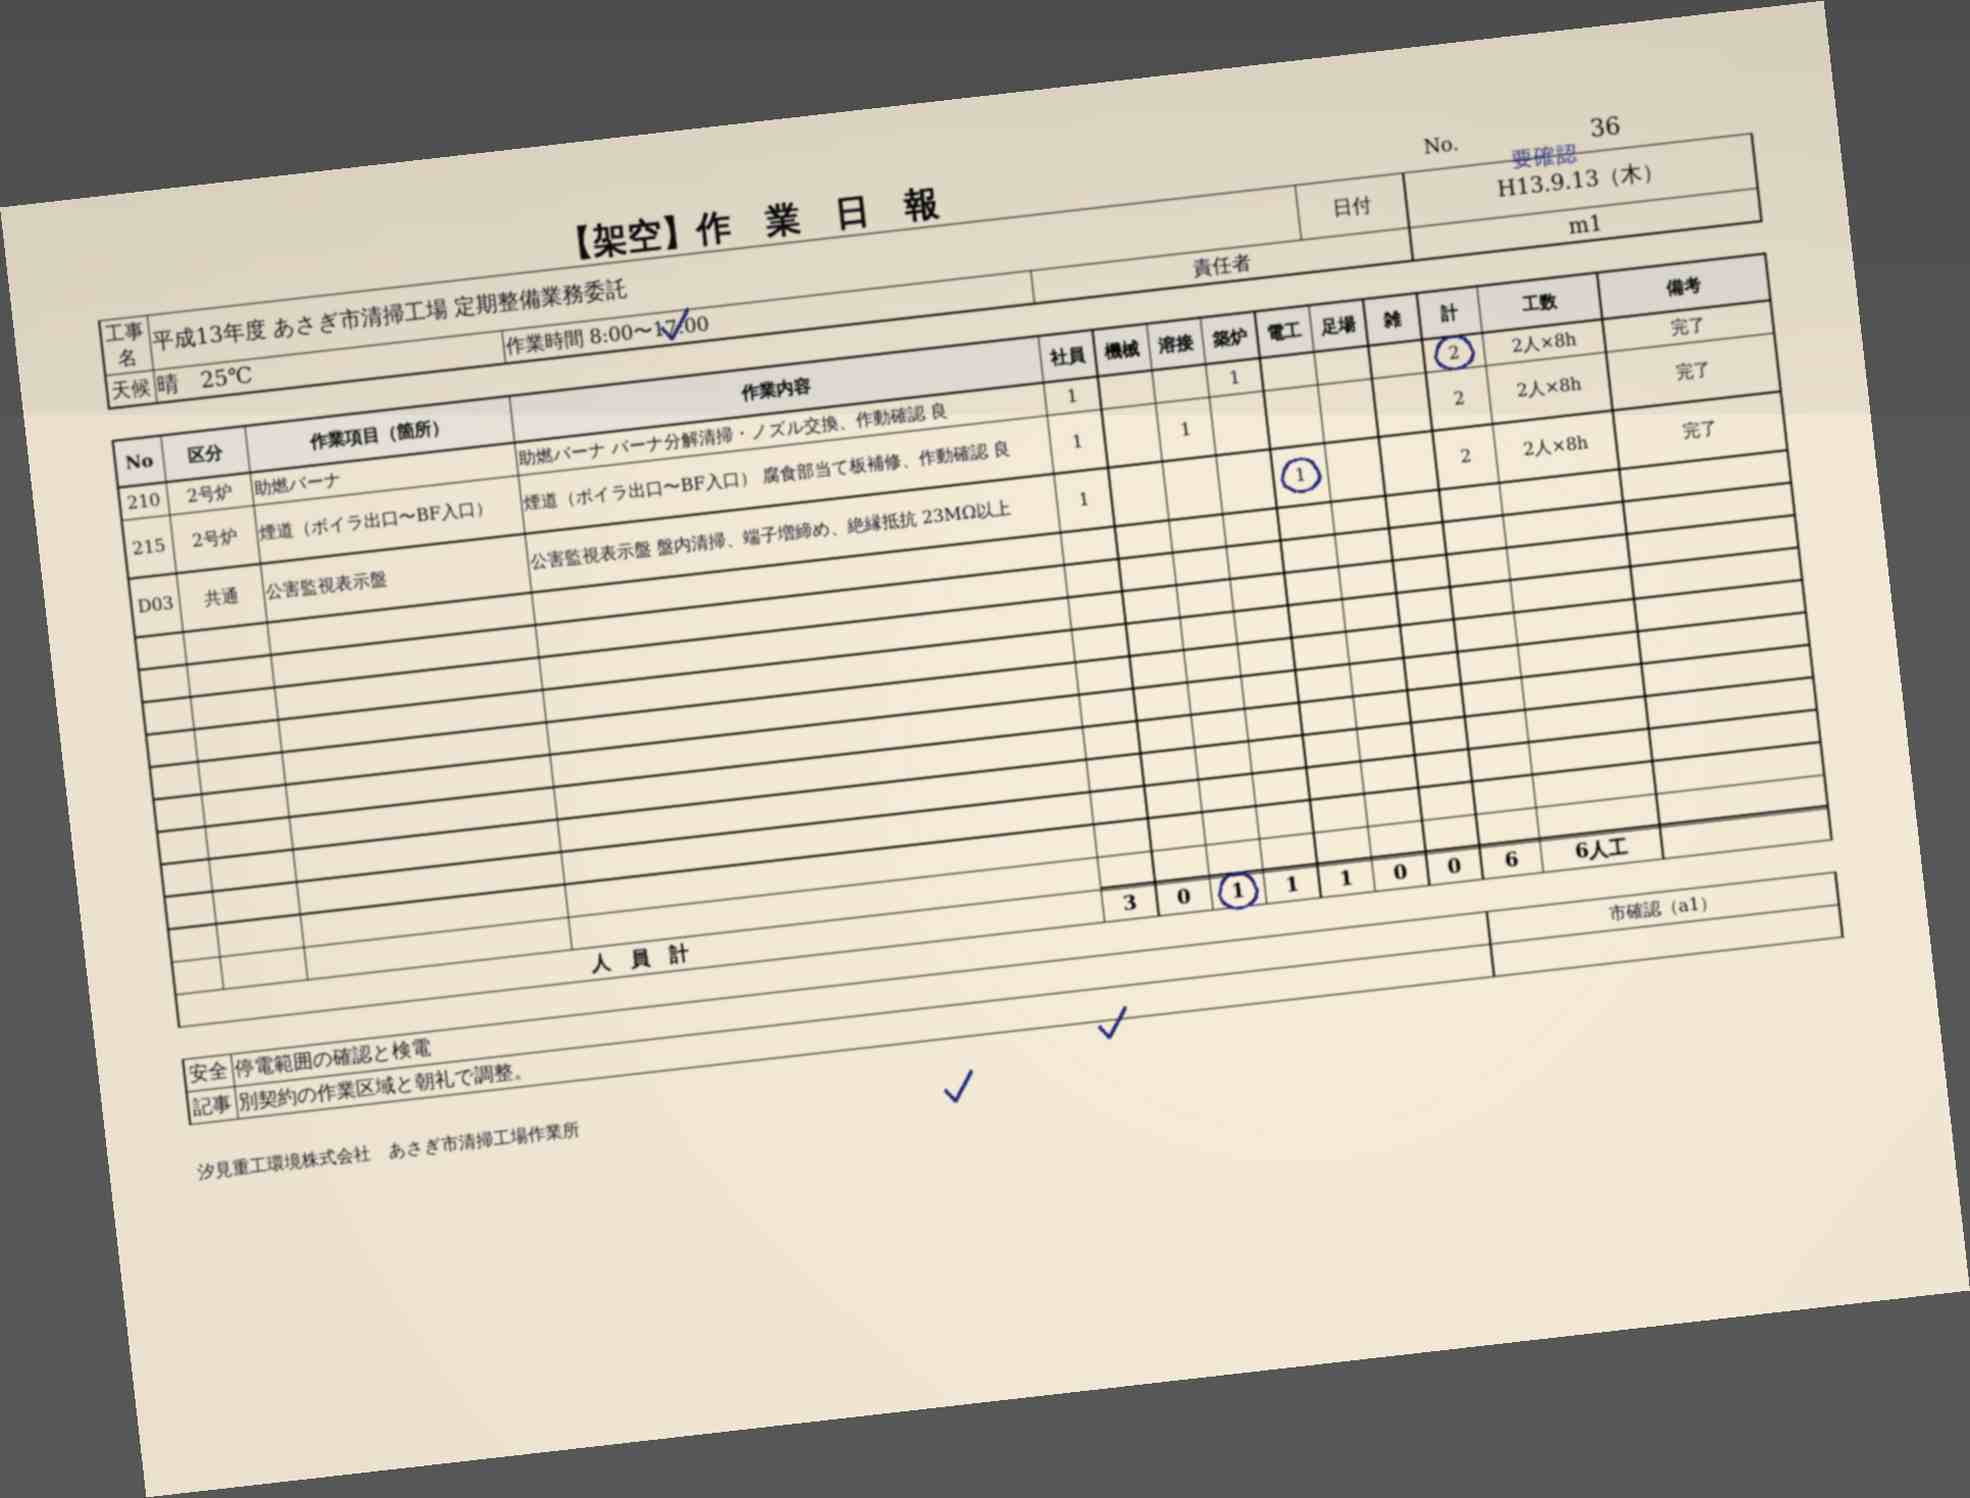 No. 36
要確認
【架空】作 業 日 報
工事名 平成13年度 あさぎ市清掃工場 定期整備業務委託 日付 H13.9.13（木）
天候 晴 25℃ 作業時間 8:00〜17:00 責任者 m1
No 区分 作業項目（箇所） 作業内容 社員 機械 溶接 築炉 電工 足場 雑 計 工数 備考
210 2号炉 助燃バーナ 助燃バーナ バーナ分解清掃・ノズル交換、作動確認 良 1 1 2 2人×8h 完了
215 2号炉 煙道（ボイラ出口〜BF入口） 煙道（ボイラ出口〜BF入口） 腐食部当て板補修、作動確認 良 1 1 2 2人×8h 完了
D03 共通 公害監視表示盤 公害監視表示盤 盤内清掃、端子増締め、絶縁抵抗 23MΩ以上 1 1 2 2人×8h 完了
人 員 計 3 0 1 1 1 0 0 6 6人工
安全 停電範囲の確認と検電 市確認（a1）
記事 別契約の作業区域と朝礼で調整。
汐見重工環境株式会社 あさぎ市清掃工場作業所